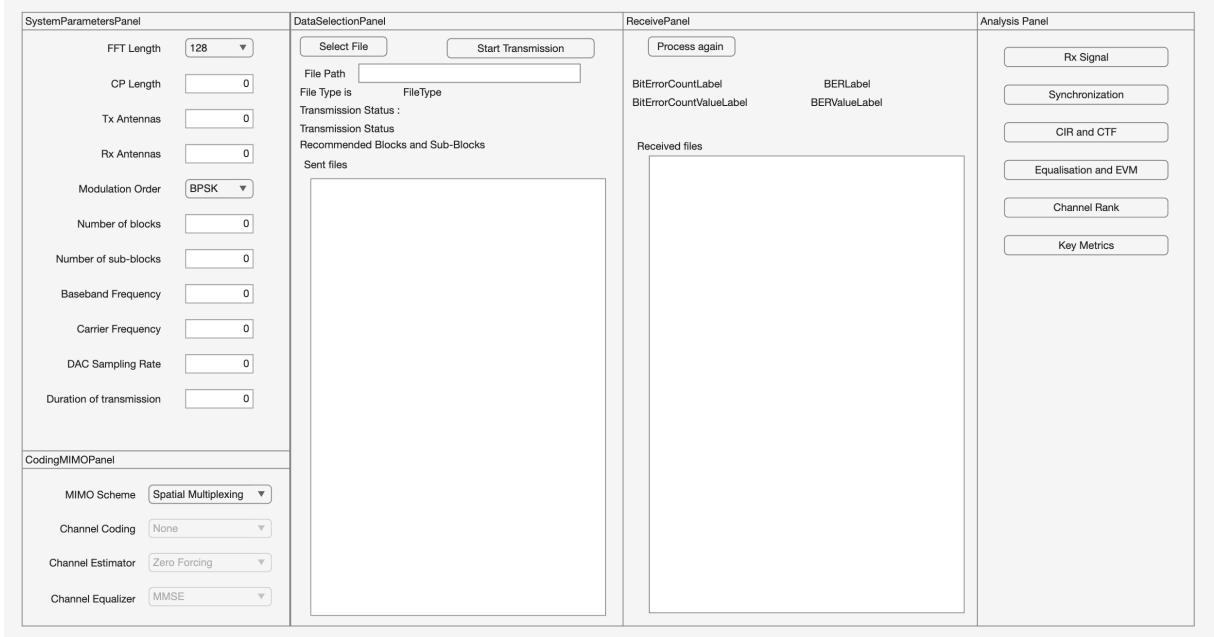 SystemParametersPanel
FFT Length 128
CP Length 0
Tx Antennas 0
Rx Antennas 0
Modulation Order BPSK
Number of blocks 0
Number of sub-blocks 0
Baseband Frequency 0
Carrier Frequency 0
DAC Sampling Rate 0
Duration of transmission 0
CodingMIMOPanel
MIMO Scheme Spatial Multiplexing
Channel Coding None
Channel Estimator Zero Forcing
Channel Equalizer MMSE
DataSelectionPanel
Select File Start Transmission
File Path
File Type is FileType
Transmission Status :
Transmission Status
Recommended Blocks and Sub-Blocks
Sent files
ReceivePanel
Process again
BitErrorCountLabel BERLabel
BitErrorCountValueLabel BERValueLabel
Received files
Analysis Panel
Rx Signal
Synchronization
CIR and CTF
Equalisation and EVM
Channel Rank
Key Metrics